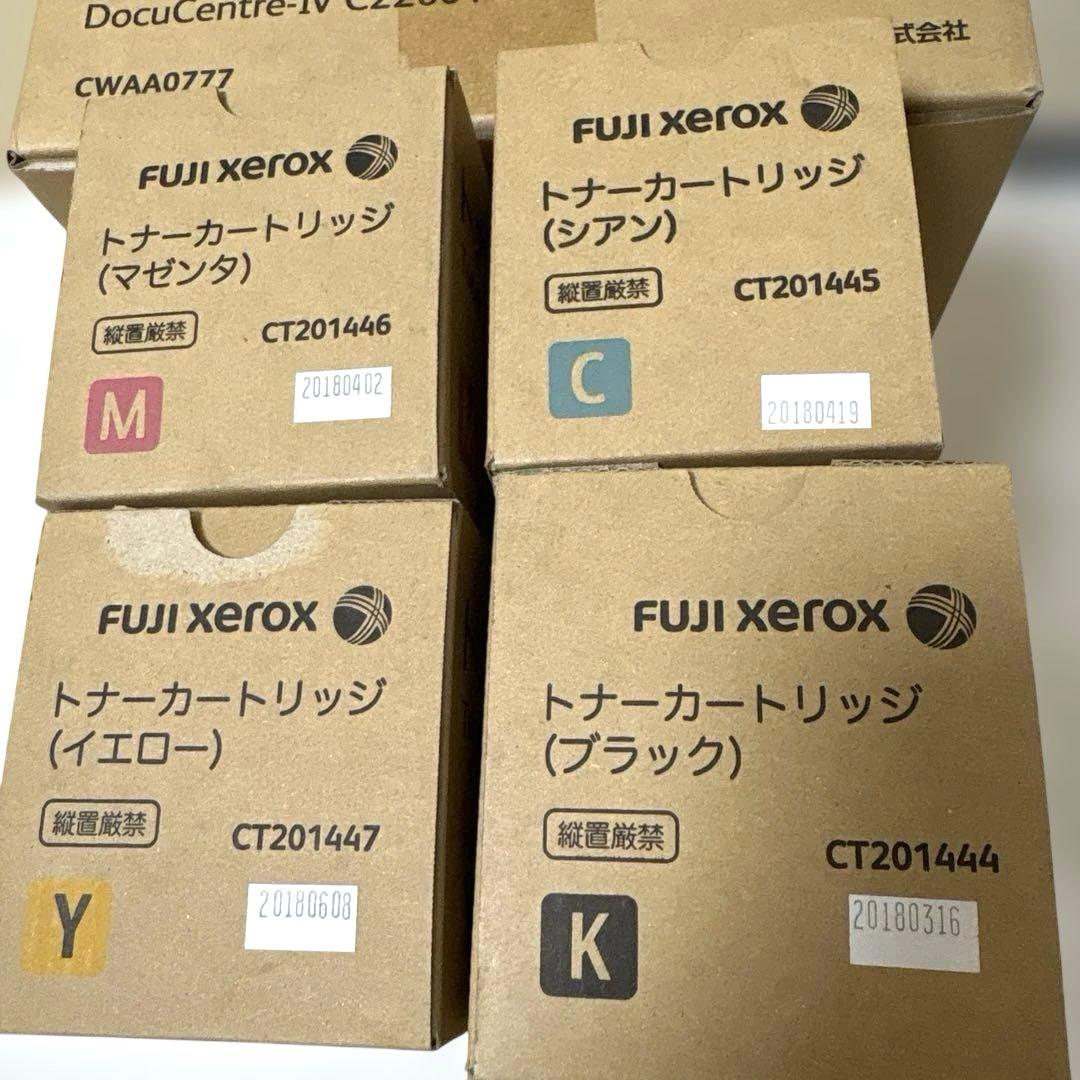 DocuCentre-IV
CWAA0777
式会社
FUJI xerox
トナーカートリッジ
(マゼンタ)
縦置厳禁
CT201446
M
20180402
FUJI xerox
トナーカートリッジ
(シアン)
縦置厳禁
CT201445
C
20180419
FUJI xerox
トナーカートリッジ
(イエロー)
縦置厳禁
CT201447
Y
20180608
FUJI xerox
トナーカートリッジ
(ブラック)
縦置厳禁
CT201444
K
20180316